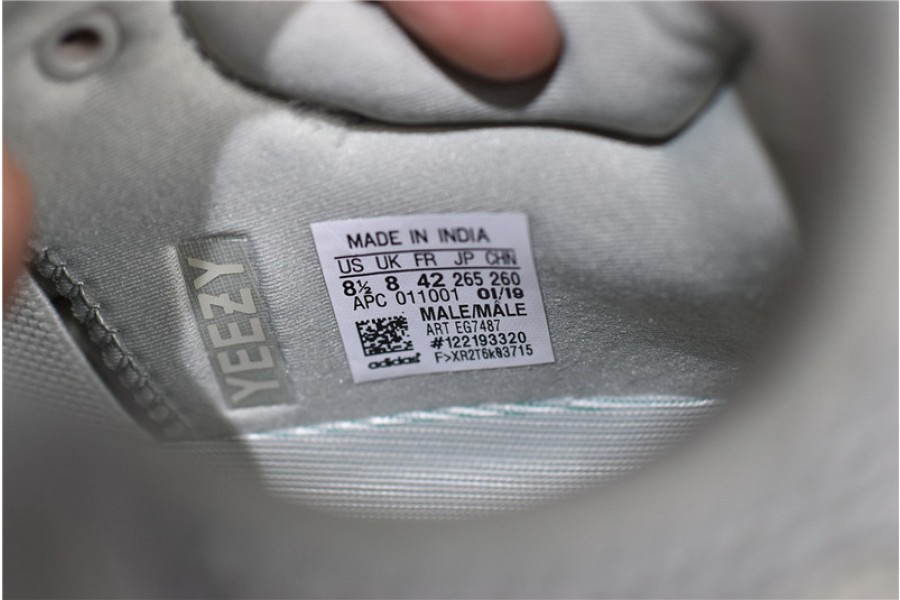 YEEZY
MADE IN INDIA
US UK FR JP CHN
8½ 8 42 265 260
APC 011001 01/19
MALE/MÂLE
ART EG7487
#122193320
adidas F>XR2T6k03715